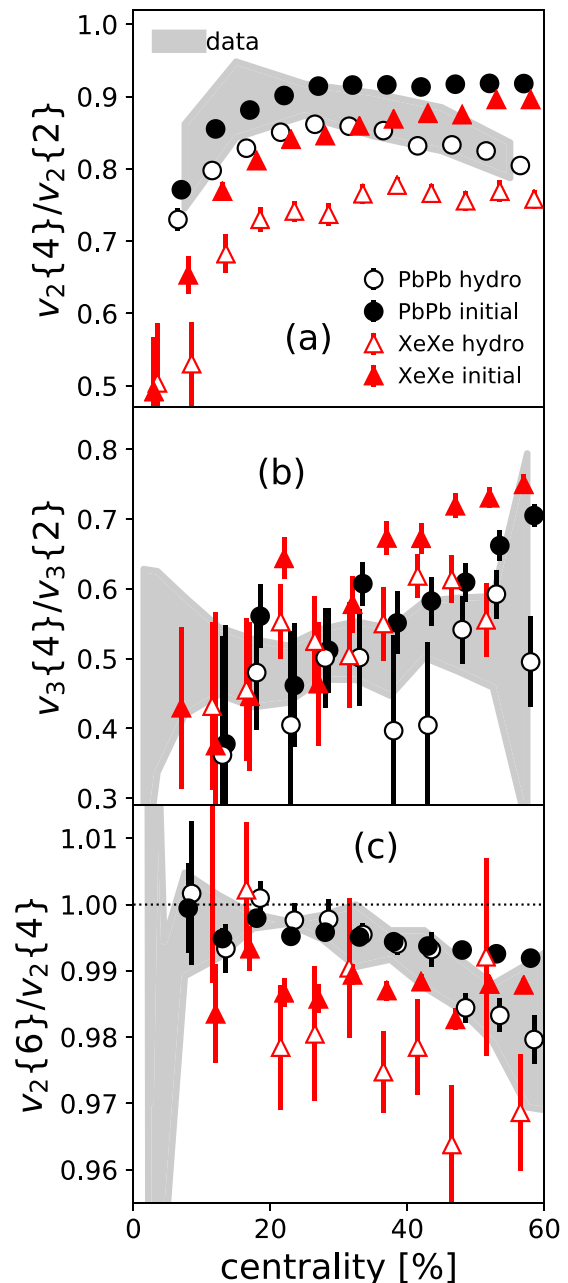 1.0
data
0.9
0.8
0.7
0.6
0.5
v₂{4}/v₂{2}
PbPb hydro
PbPb initial
XeXe hydro
XeXe initial
(a)
0.8
0.7
0.6
0.5
0.4
0.3
v₃{4}/v₃{2}
(b)
1.01
1.00
0.99
0.98
0.97
0.96
v₂{6}/v₂{4}
(c)
0 20 40 60
centrality [%]